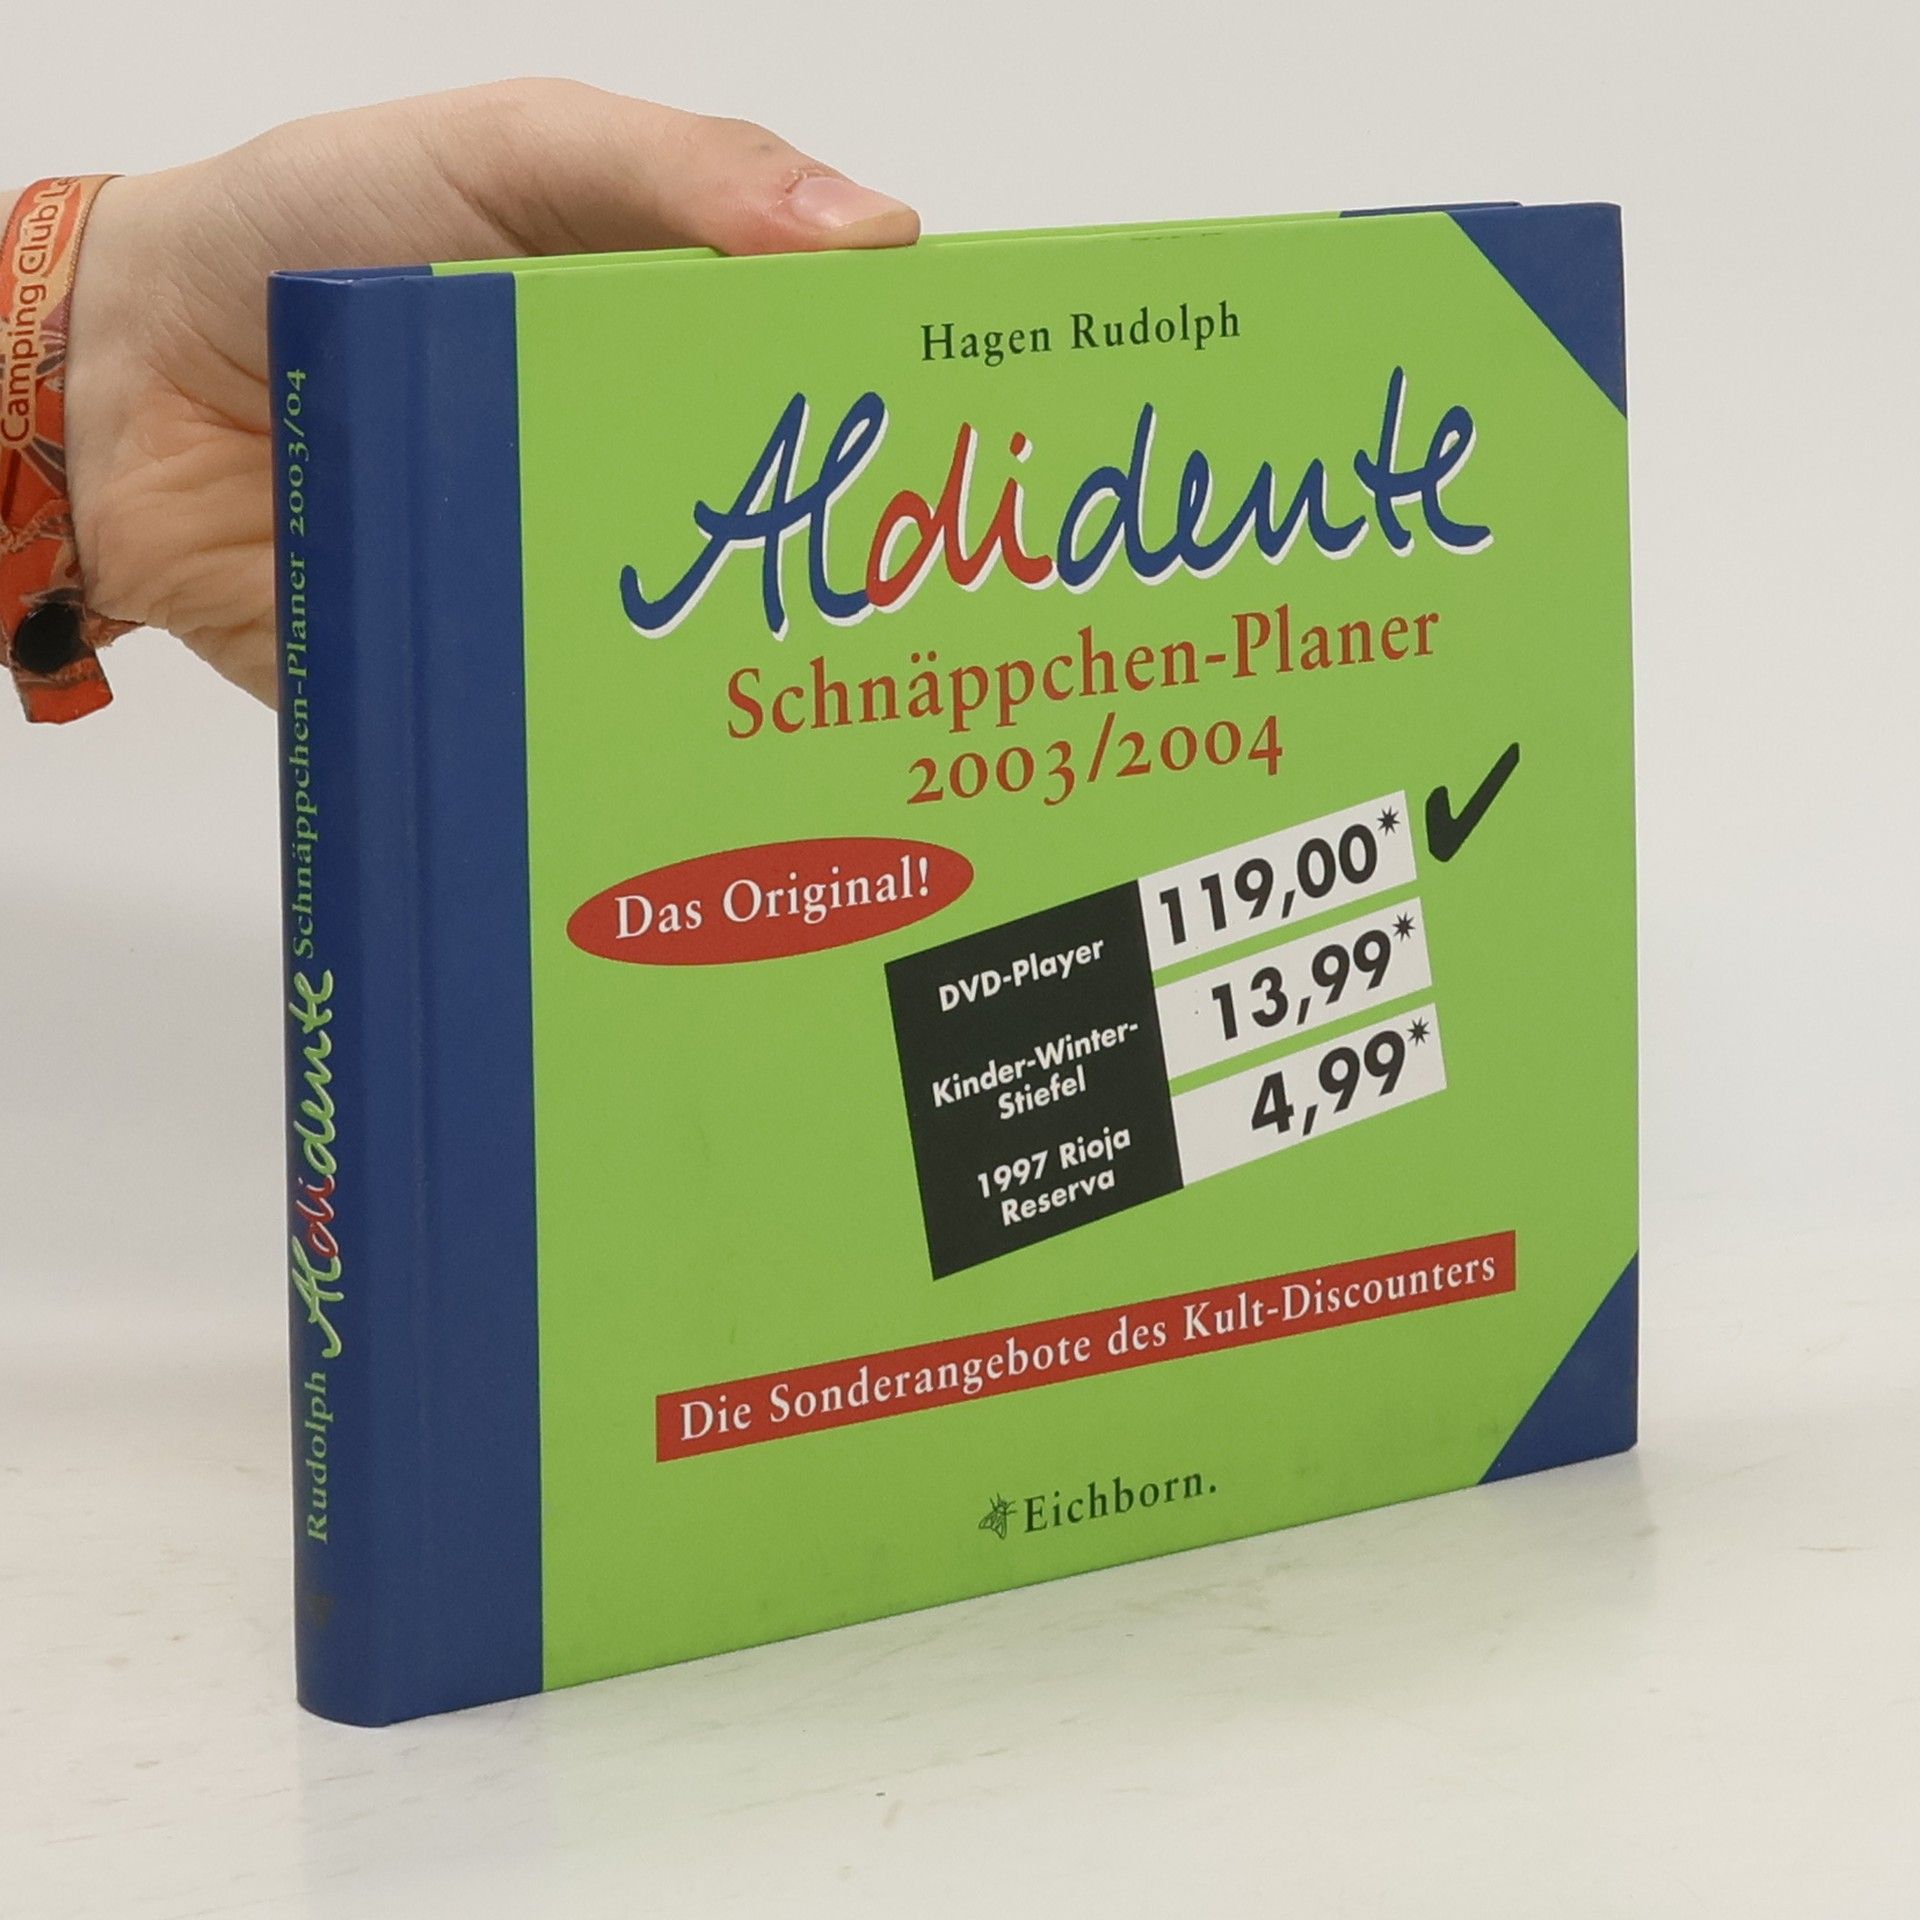 Camping Club Le
Rudolph Aldidente Schnäppchen-Planer 2003/04
Hagen Rudolph
Aldidente
Schnäppchen-Planer
2003/2004
Das Original!
DVD-Player 119,00*
Kinder-Winter-
Stiefel 13,99*
1997 Rioja
Reserva 4,99*
Die Sonderangebote des Kult-Discounters
Eichborn.